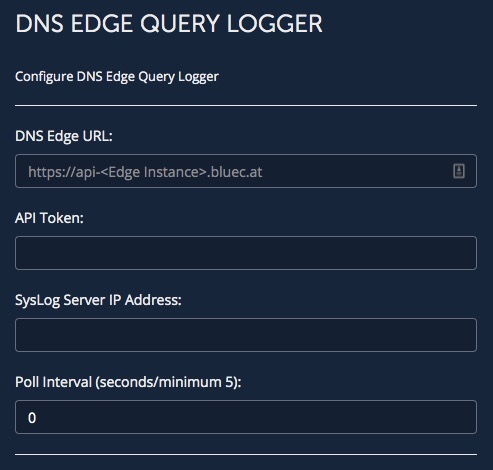 DNS EDGE QUERY LOGGER
Configure DNS Edge Query Logger
DNS Edge URL:
https://api-<Edge Instance>.bluec.at
API Token:
SysLog Server IP Address:
Poll Interval (seconds/minimum 5):
0